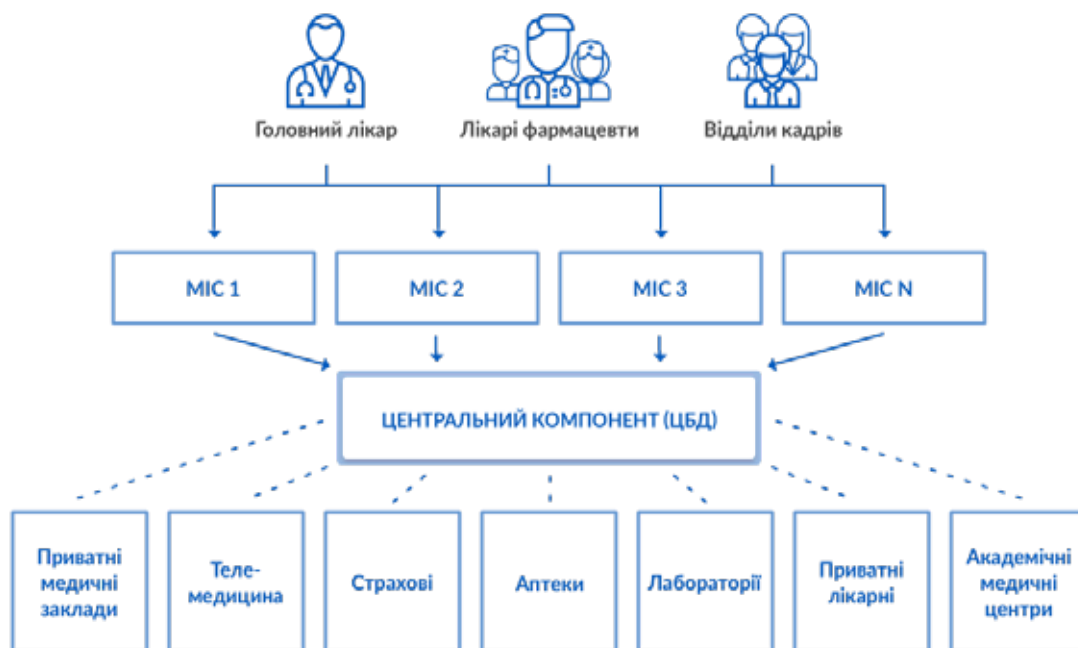 Головний лікар
Лікарі фармацевти
Відділи кадрів
МІС 1
МІС 2
МІС 3
МІС N
ЦЕНТРАЛЬНИЙ КОМПОНЕНТ (ЦБД)
Приватні
медичні
заклади
Теле-
медицина
Страхові
Аптеки
Лабораторії
Приватні
лікарні
Академічні
медичні
центри